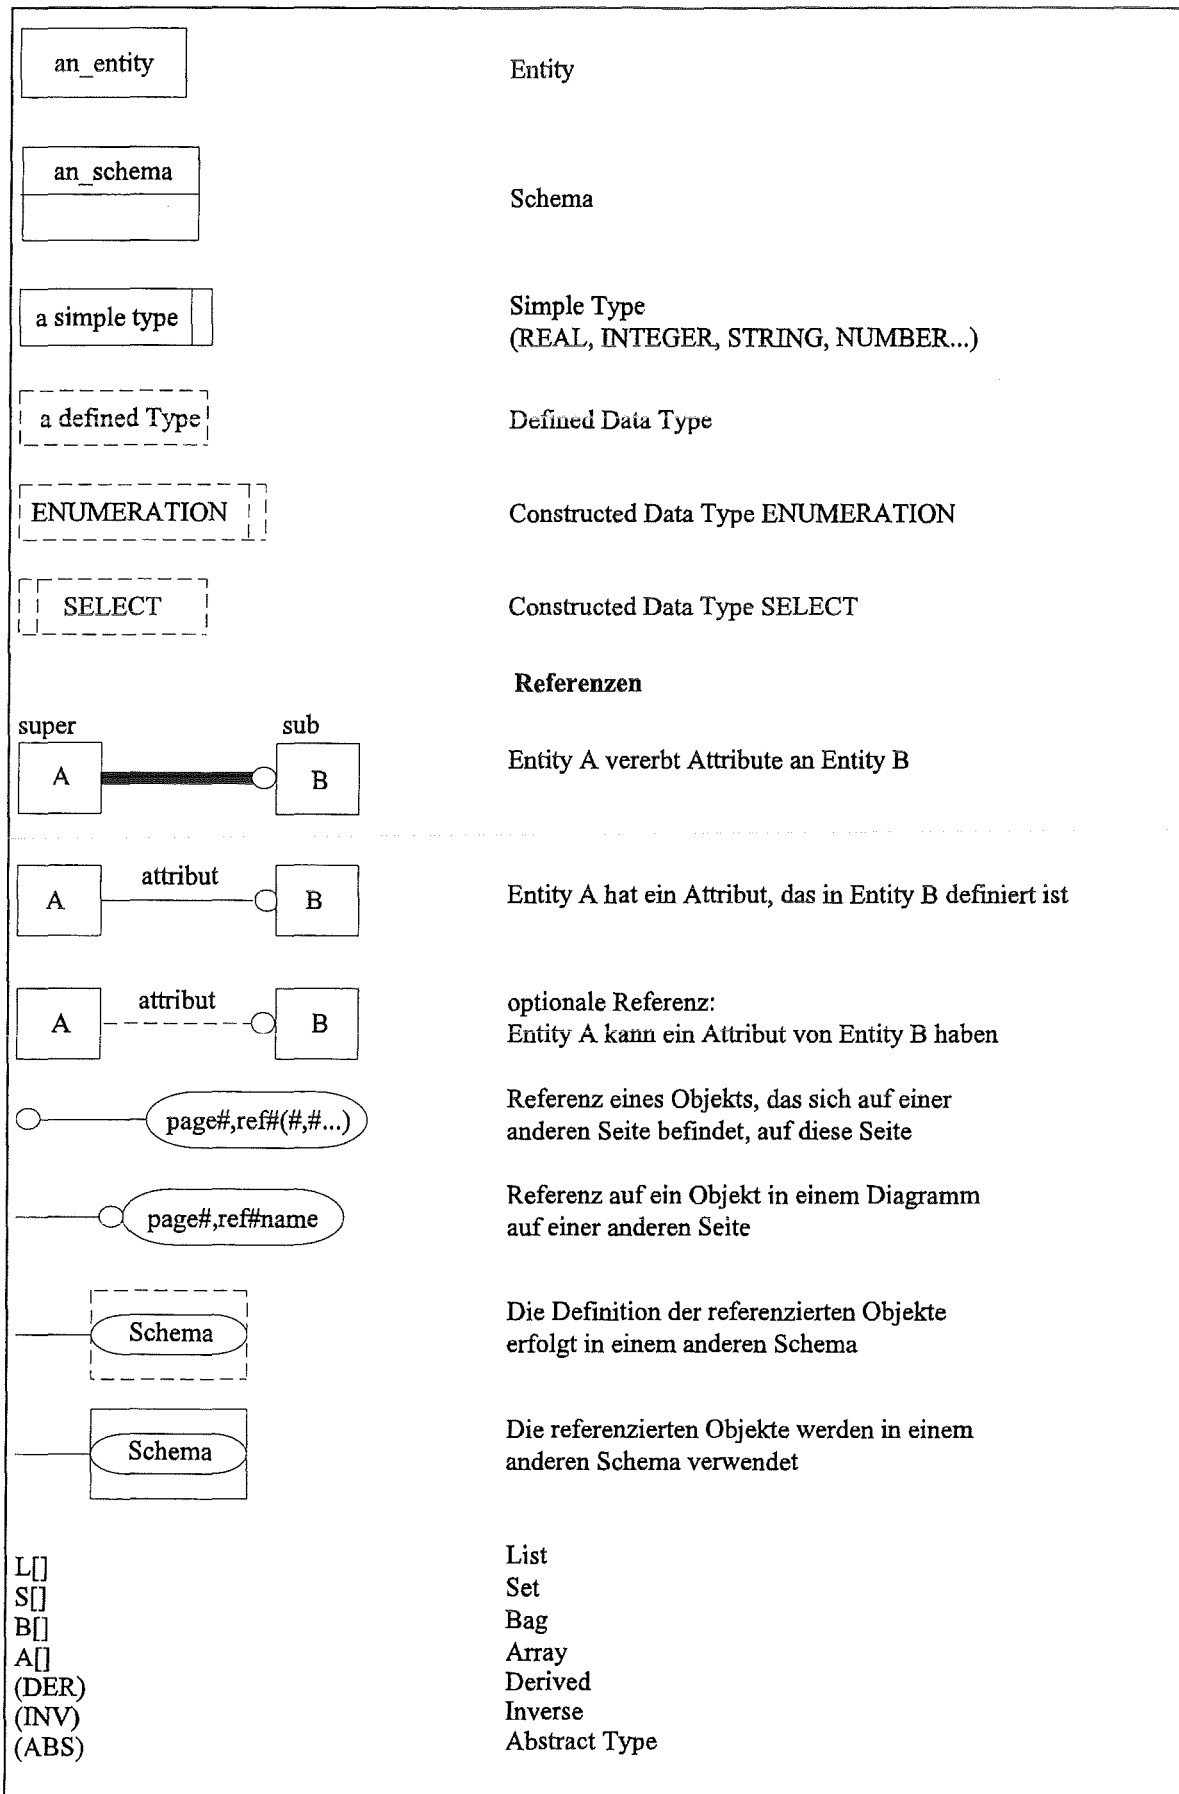 an_entity
Entity
an_schema
Schema
a simple type
Simple Type
(REAL, INTEGER, STRING, NUMBER...)
a defined Type
Defined Data Type
ENUMERATION
Constructed Data Type ENUMERATION
SELECT
Constructed Data Type SELECT
Referenzen
super
sub
A
B
Entity A vererbt Attribute an Entity B
attribut
A
B
Entity A hat ein Attribut, das in Entity B definiert ist
attribut
A
B
optionale Referenz:
Entity A kann ein Attribut von Entity B haben
page#,ref#(#,#...)
Referenz eines Objekts, das sich auf einer
anderen Seite befindet, auf diese Seite
page#,ref#name
Referenz auf ein Objekt in einem Diagramm
auf einer anderen Seite
Schema
Die Definition der referenzierten Objekte
erfolgt in einem anderen Schema
Schema
Die referenzierten Objekte werden in einem
anderen Schema verwendet
L[]
List
S[]
Set
B[]
Bag
A[]
Array
(DER)
Derived
(INV)
Inverse
(ABS)
Abstract Type